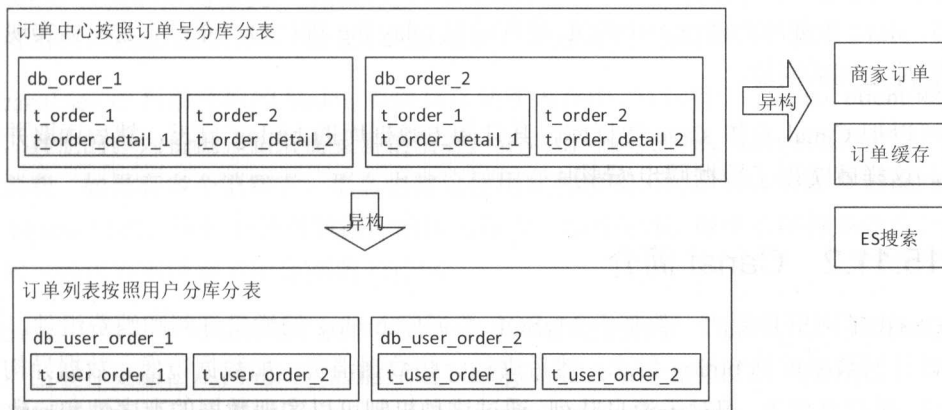 订单中心按照订单号分库分表
db_order_1
t_order_1
t_order_detail_1
t_order_2
t_order_detail_2
db_order_2
t_order_1
t_order_detail_1
t_order_2
t_order_detail_2
异构
商家订单
订单缓存
ES搜索
异构
订单列表按照用户分库分表
db_user_order_1
t_user_order_1
t_user_order_2
db_user_order_2
t_user_order_1
t_user_order_2